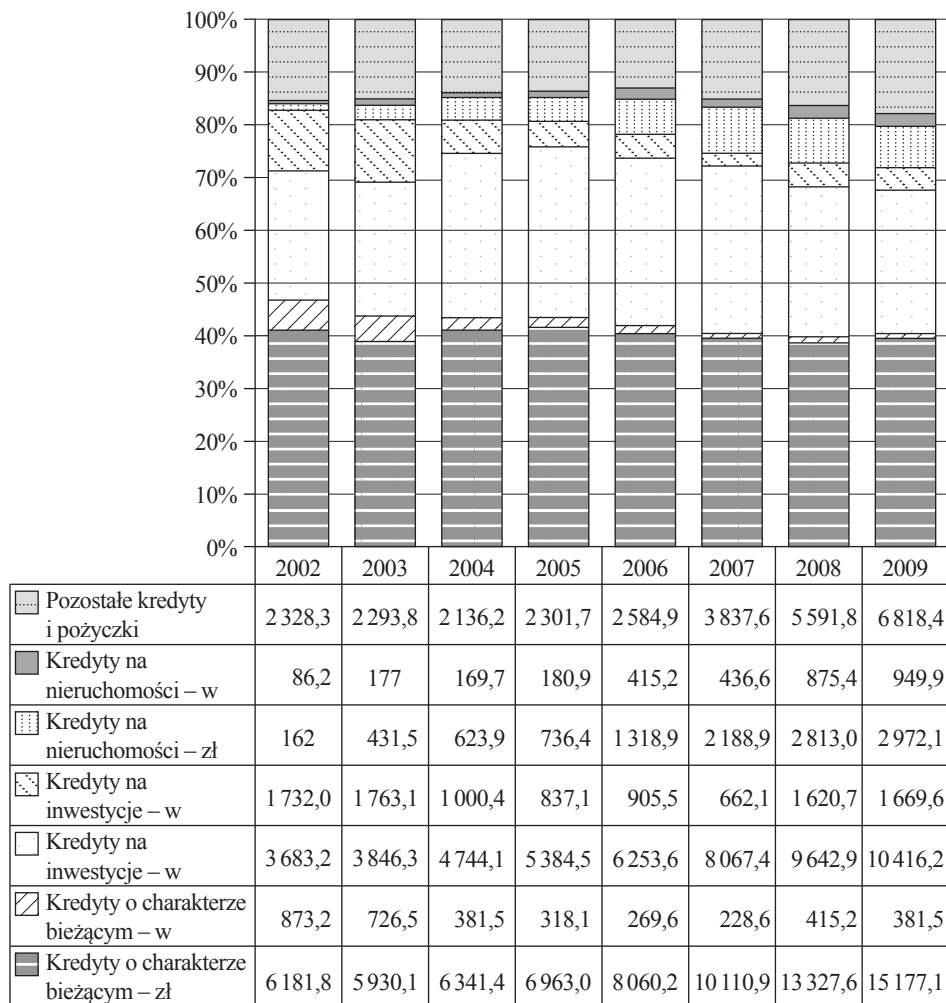 100%
90%
80%
70%
60%
50%
40%
30%
20%
10%
0%
2002 2003 2004 2005 2006 2007 2008 2009
Pozostałe kredyty
i pożyczki 2 328,3 2 293,8 2 136,2 2 301,7 2 584,9 3 837,6 5 591,8 6 818,4
Kredyty na
nieruchomości – w 86,2 177 169,7 180,9 415,2 436,6 875,4 949,9
Kredyty na
nieruchomości – zł 162 431,5 623,9 736,4 1 318,9 2 188,9 2 813,0 2 972,1
Kredyty na
inwestycje – w 1 732,0 1 763,1 1 000,4 837,1 905,5 662,1 1 620,7 1 669,6
Kredyty na
inwestycje – w 3 683,2 3 846,3 4 744,1 5 384,5 6 253,6 8 067,4 9 642,9 10 416,2
Kredyty o charakterze
bieżącym – w 873,2 726,5 381,5 318,1 269,6 228,6 415,2 381,5
Kredyty o charakterze
bieżącym – zł 6 181,8 5 930,1 6 341,4 6 963,0 8 060,2 10 110,9 13 327,6 15 177,1